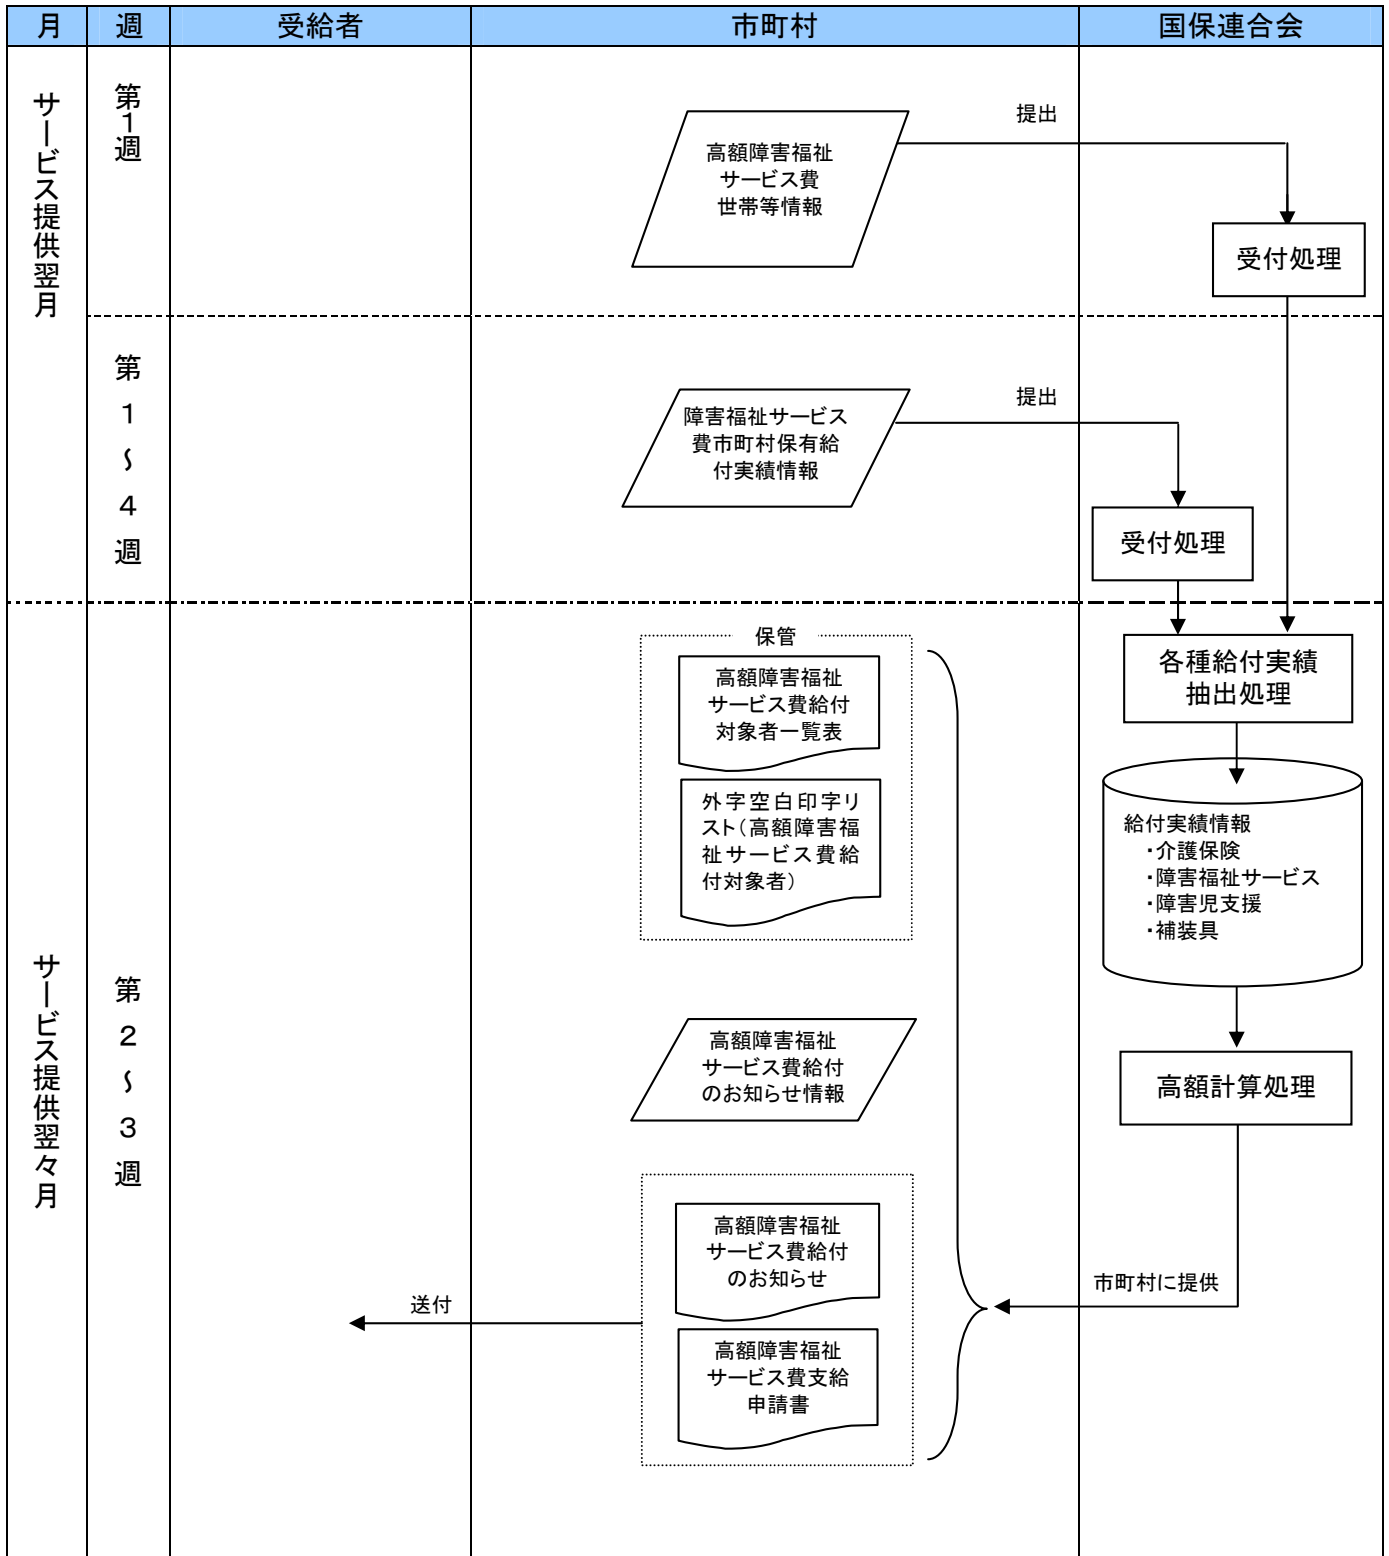 月 週 受給者 市町村 国保連合会
サービス提供翌月
第1週
高額障害福祉
サービス費
世帯等情報
提出
受付処理
第
1
～
4
週
障害福祉サービス
費市町村保有給
付実績情報
提出
受付処理
サービス提供翌々月
第
2
～
3
週
保管
高額障害福祉
サービス費給付
対象者一覧表
外字空白印字リ
スト（高額障害福
祉サービス費給
付対象者）
各種給付実績
抽出処理
給付実績情報
・介護保険
・障害福祉サービス
・障害児支援
・補装具
高額障害福祉
サービス費給付
のお知らせ情報
高額計算処理
高額障害福祉
サービス費給付
のお知らせ
市町村に提供
送付
高額障害福祉
サービス費支給
申請書